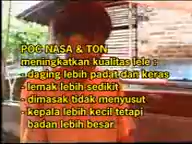 POC NASA & TON
meningkatkan kualitas lele :
- daging lebih padat dan keras
- lemak lebih sedikit
- dimasak tidak menyusut
- kepala lebih kecil tetapi
badan lebih besar